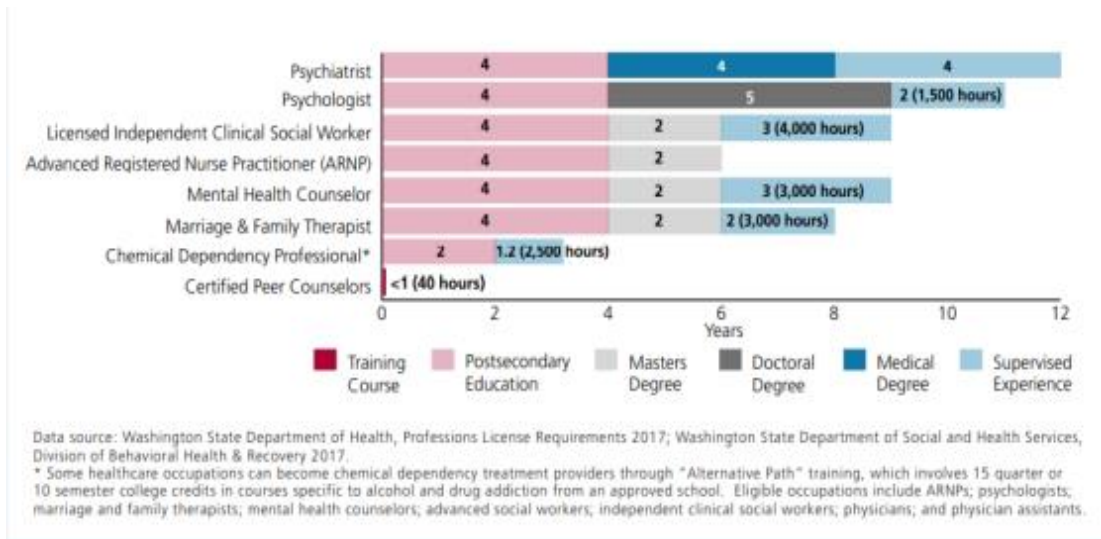 Psychiatrist 4 4 4
Psychologist 4 5 2 (1,500 hours)
Licensed Independent Clinical Social Worker 4 2 3 (4,000 hours)
Advanced Registered Nurse Practitioner (ARNP) 4 2
Mental Health Counselor 4 2 3 (3,000 hours)
Marriage & Family Therapist 4 2 2 (3,000 hours)
Chemical Dependency Professional* 2 1.2 (2,500 hours)
Certified Peer Counselors <1 (40 hours)
0 2 4 6 8 10 12
Years
Training Postsecondary Masters Doctoral Medical Supervised
Course Education Degree Degree Degree Experience
Data source: Washington State Department of Health, Professions License Requirements 2017; Washington State Department of Social and Health Services,
Division of Behavioral Health & Recovery 2017.
* Some healthcare occupations can become chemical dependency treatment providers through "Alternative Path" training, which involves 15 quarter or
10 semester college credits in courses specific to alcohol and drug addiction from an approved school. Eligible occupations include ARNPs; psychologists;
marriage and family therapists; mental health counselors; advanced social workers; independent clinical social workers; physicians; and physician assistants.